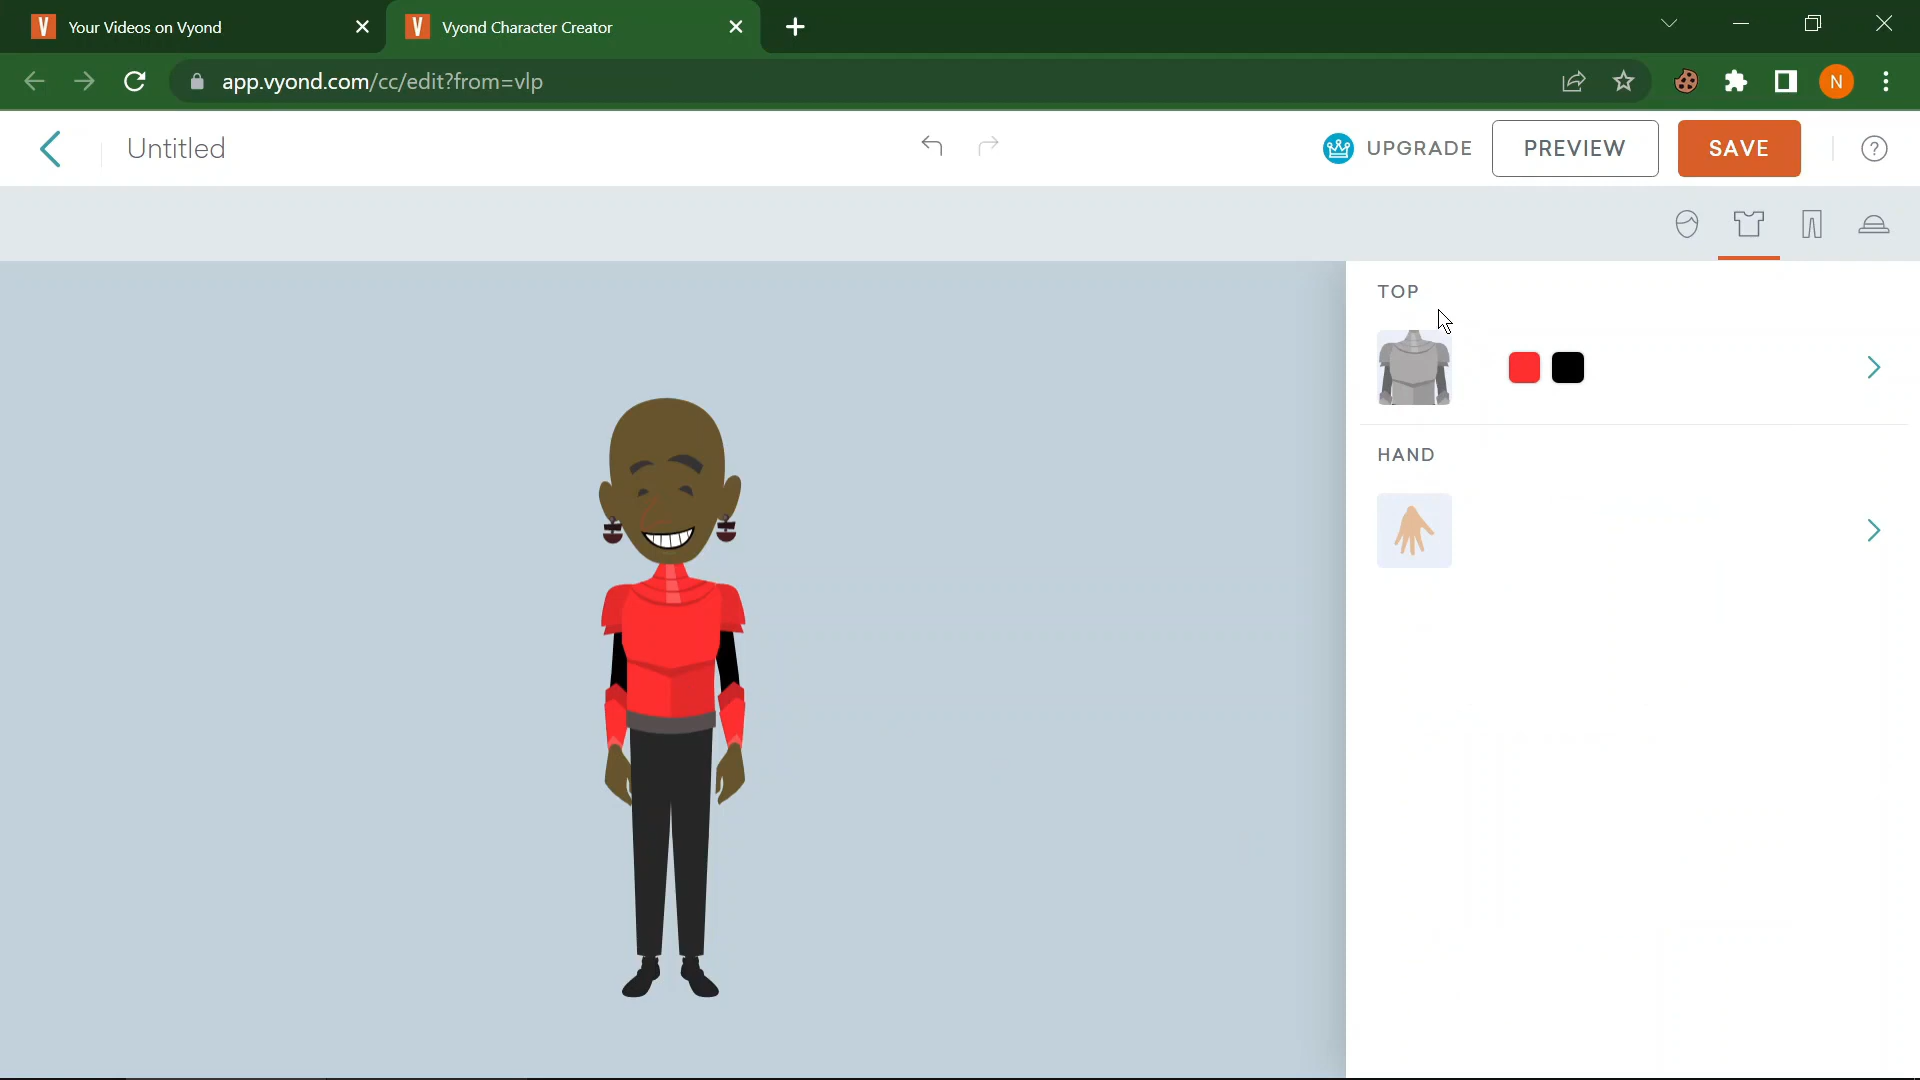 Your Videos on Vyond
Vyond Character Creator
app.vyond.com/cc/edit?from=vlp
N
Untitled
UPGRADE
PREVIEW
SAVE
?
TOP
HAND